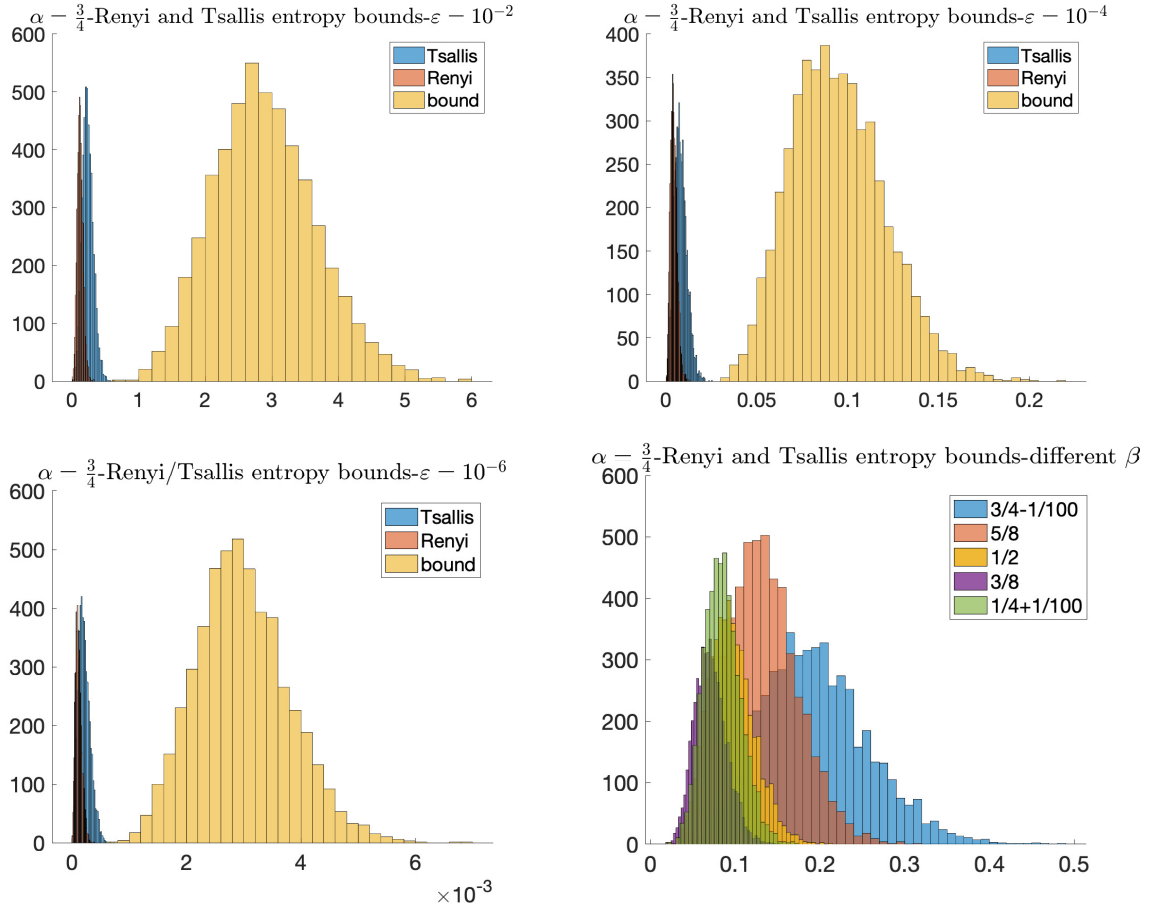 α − 3/4-Renyi and Tsallis entropy bounds-ε − 10^-2
600
500
400
300
200
100
0
0 1 2 3 4 5 6
Tsallis
Renyi
bound
α − 3/4-Renyi and Tsallis entropy bounds-ε − 10^-4
400
350
300
250
200
150
100
50
0
0 0.05 0.1 0.15 0.2
Tsallis
Renyi
bound
α − 3/4-Renyi/Tsallis entropy bounds-ε − 10^-6
600
500
400
300
200
100
0
0 2 4 6
×10^-3
Tsallis
Renyi
bound
α − 3/4-Renyi and Tsallis entropy bounds-different β
600
500
400
300
200
100
0
0 0.1 0.2 0.3 0.4 0.5
3/4-1/100
5/8
1/2
3/8
1/4+1/100